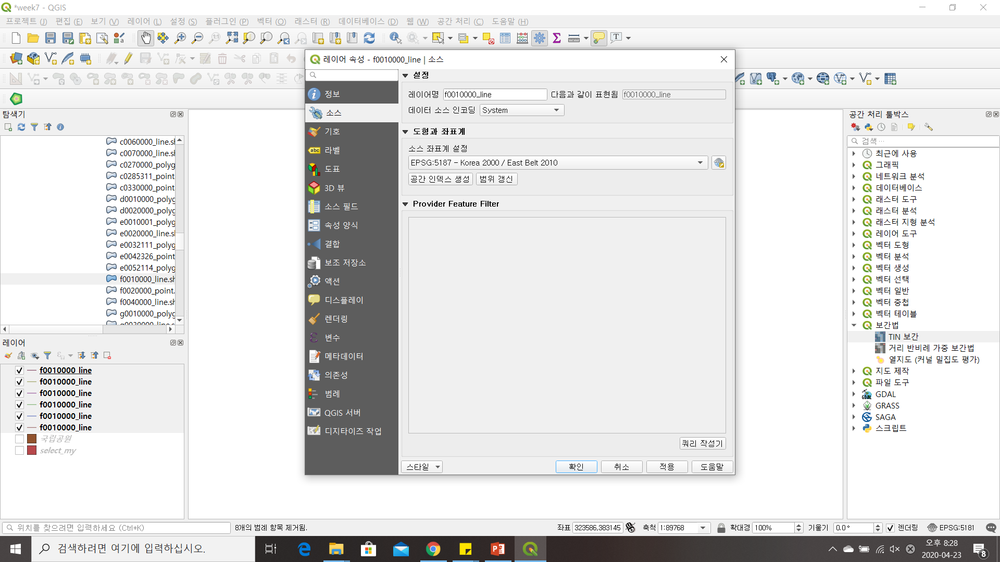 *week7 - QGIS
프로젝트 (J) 편집 (E) 보기 (V) 레이어 (L) 설정 (S) 플러그인 (P) 벡터 (O) 래스터 (R) 데이터베이스 (D) 웹 (W) 공간 처리 (C) 도움말 (H)
탐색기
c0060000_line.sh
c0070000_line.sh
c0270000_polyg
c0285311_point
c0330000_point
d0010000_polyg
d0020000_polyg
e0010001_polyg
e0020000_line.sh
e0032111_polyg
e0042326_point
e0052114_polyg
f0010000_line.sh
f0020000_point.
f0040000_line.sh
g0010000_polyg
레이어
f0010000_line
f0010000_line
f0010000_line
f0010000_line
f0010000_line
f0010000_line
국립공원
select_my
레이어 속성 - f0010000_line | 소스
정보
소스
기호
라벨
abc
도표
3D 뷰
소스 필드
속성 양식
결합
보조 저장소
액션
디스플레이
렌더링
변수
메타데이터
의존성
범례
QGIS 서버
디지타이즈 작업
설정
레이어명 f0010000_line 다음과 같이 표현됨 f0010000_line
데이터 소스 인코딩 System
도형과 좌표계
소스 좌표계 설정
EPSG:5187 - Korea 2000 / East Belt 2010
공간 인덱스 생성 범위 갱신
Provider Feature Filter
쿼리 작성기
스타일 확인 취소 적용 도움말
공간 처리 툴박스
검색…
최근에 사용
그래픽
네트워크 분석
데이터베이스
래스터 도구
래스터 분석
래스터 지형 분석
레이어 도구
벡터 도형
벡터 분석
벡터 생성
벡터 선택
벡터 일반
벡터 중첩
벡터 테이블
보간법
TIN 보간
거리 반비례 가중 보간법
열지도 (커널 밀집도 평가)
지도 제작
파일 도구
GDAL
GRASS
SAGA
스크립트
위치를 찾으려면 입력하세요 (Ctrl+K) 8개의 범례 항목 제거됨. 좌표 323586,383145 축척 1:89768 확대경 100% 기울기 0.0 ° 렌더링 EPSG:5181
검색하려면 여기에 입력하십시오. 오후 8:28
2020-04-23
8